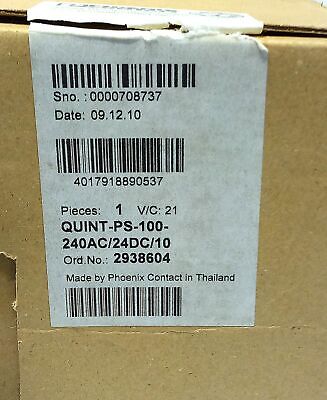 Sno. : 0000708737
Date: 09.12.10
4017918890537
Pieces: 1 V/C: 21
QUINT-PS-100-
240AC/24DC/10
Ord.No.: 2938604
Made by Phoenix Contact in Thailand